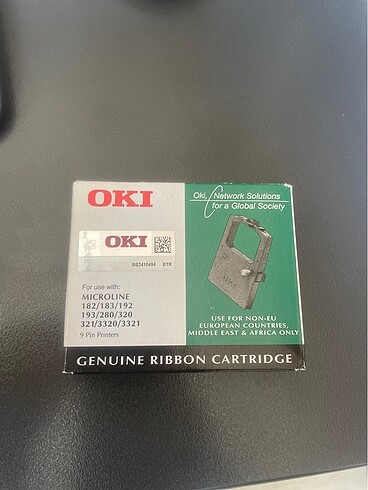 OKI
Oki, Network Solutions
for a Global Society
OKI
BB2410494 BTR
For use with:
MICROLINE
182/183/192
193/280/320
321/3320/3321
9 Pin Printers
OKI
USE FOR NON-EU
EUROPEAN COUNTRIES,
MIDDLE EAST & AFRICA ONLY
GENUINE RIBBON CARTRIDGE